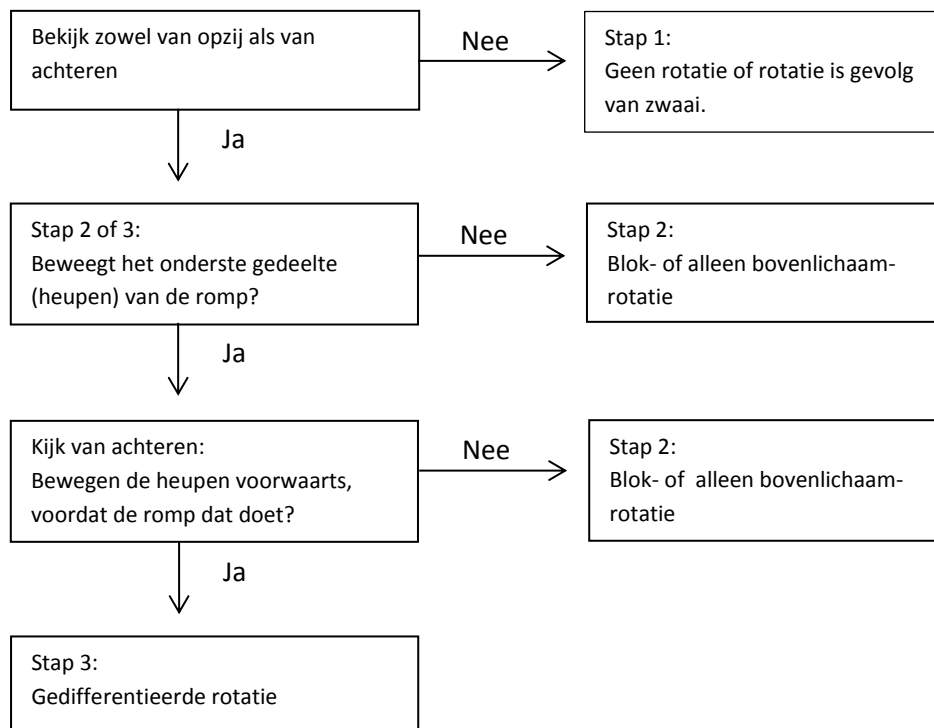 Bekijk zowel van opzij als van
achteren
Nee
Stap 1:
Geen rotatie of rotatie is gevolg
van zwaai.
Ja
Stap 2 of 3:
Beweegt het onderste gedeelte
(heupen) van de romp?
Nee
Stap 2:
Blok- of alleen bovenlichaam-
rotatie
Ja
Kijk van achteren:
Bewegen de heupen voorwaarts,
voordat de romp dat doet?
Nee
Stap 2:
Blok- of alleen bovenlichaam-
rotatie
Ja
Stap 3:
Gedifferentieerde rotatie